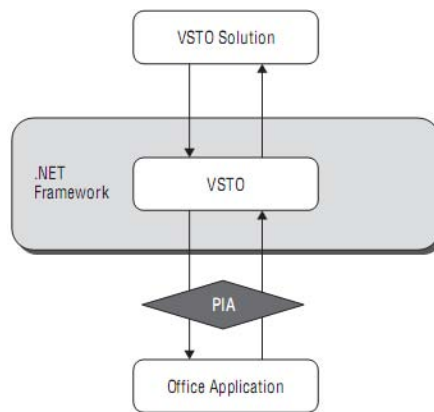 VSTO Solution
.NET
Framework
VSTO
PIA
Office Application